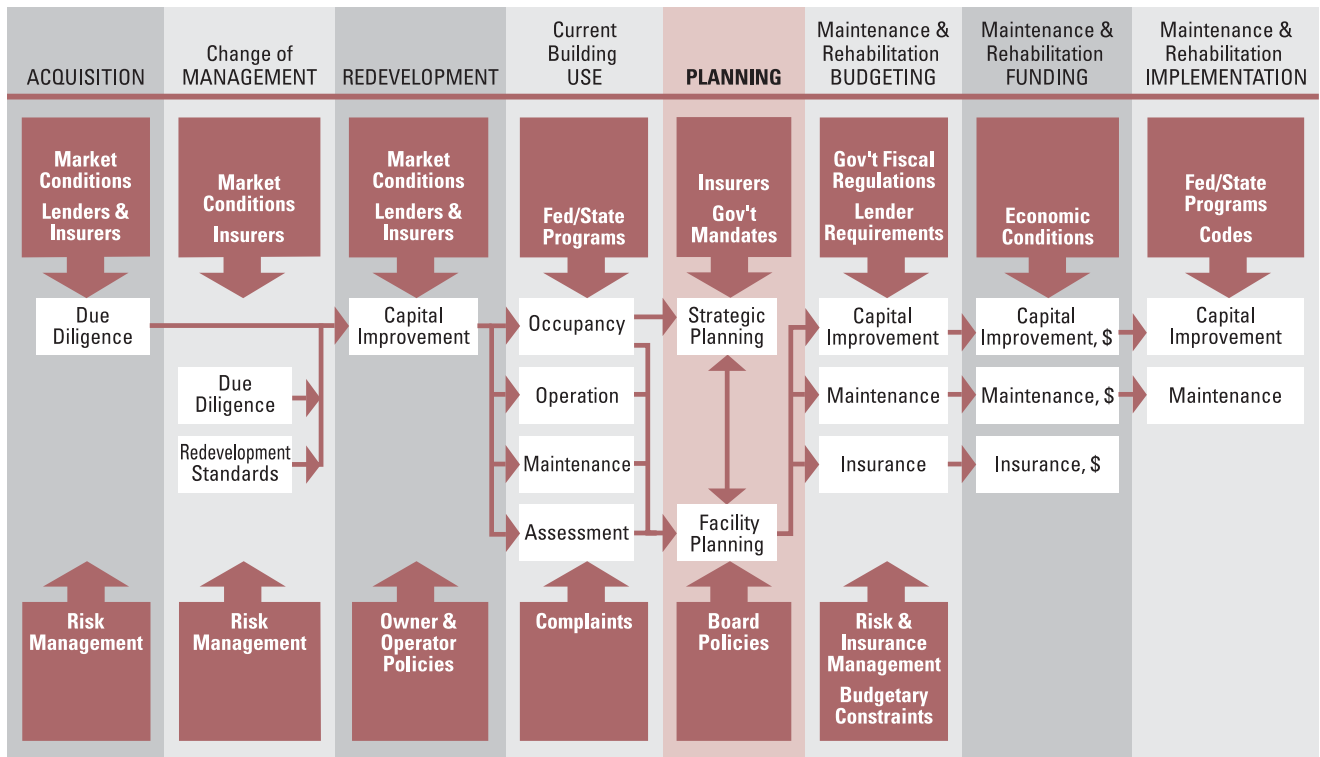 ACQUISITION
Change of
MANAGEMENT
REDEVELOPMENT
Current
Building
USE
PLANNING
Maintenance &
Rehabilitation
BUDGETING
Maintenance &
Rehabilitation
FUNDING
Maintenance &
Rehabilitation
IMPLEMENTATION
Market
Conditions
Lenders &
Insurers
Market
Conditions
Insurers
Market
Conditions
Lenders &
Insurers
Fed/State
Programs
Insurers
Gov't
Mandates
Gov't Fiscal
Regulations
Lender
Requirements
Economic
Conditions
Fed/State
Programs
Codes
Due
Diligence
Due
Diligence
Redevelopment
Standards
Capital
Improvement
Occupancy
Operation
Maintenance
Assessment
Strategic
Planning
Facility
Planning
Capital
Improvement
Maintenance
Insurance
Capital
Improvement, $
Maintenance, $
Insurance, $
Capital
Improvement
Maintenance
Risk
Management
Risk
Management
Owner &
Operator
Policies
Complaints
Board
Policies
Risk &
Insurance
Management
Budgetary
Constraints